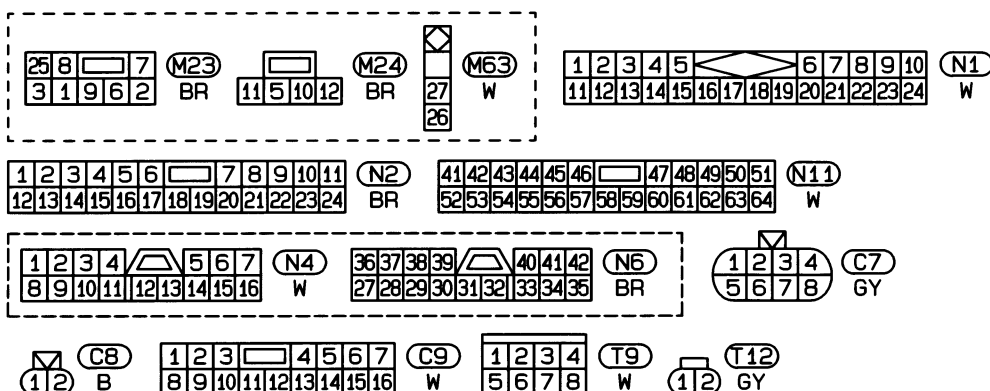 25 8 7 M23
3 1 9 6 2 BR
M24
11 5 10 12 BR
M63
27 W
26
1 2 3 4 5 6 7 8 9 10 N1
11 12 13 14 15 16 17 18 19 20 21 22 23 24 W
1 2 3 4 5 6 7 8 9 10 11 N2
12 13 14 15 16 17 18 19 20 21 22 23 24 BR
41 42 43 44 45 46 47 48 49 50 51 N11
52 53 54 55 56 57 58 59 60 61 62 63 64 W
1 2 3 4 5 6 7 N4
8 9 10 11 12 13 14 15 16 W
36 37 38 39 40 41 42 N6
27 28 29 30 31 32 33 34 35 BR
1 2 3 4 C7
5 6 7 8 GY
C8
1 2 B
1 2 3 4 5 6 7 C9
8 9 10 11 12 13 14 15 16 W
1 2 3 4 T9
5 6 7 8 W
T12
1 2 GY